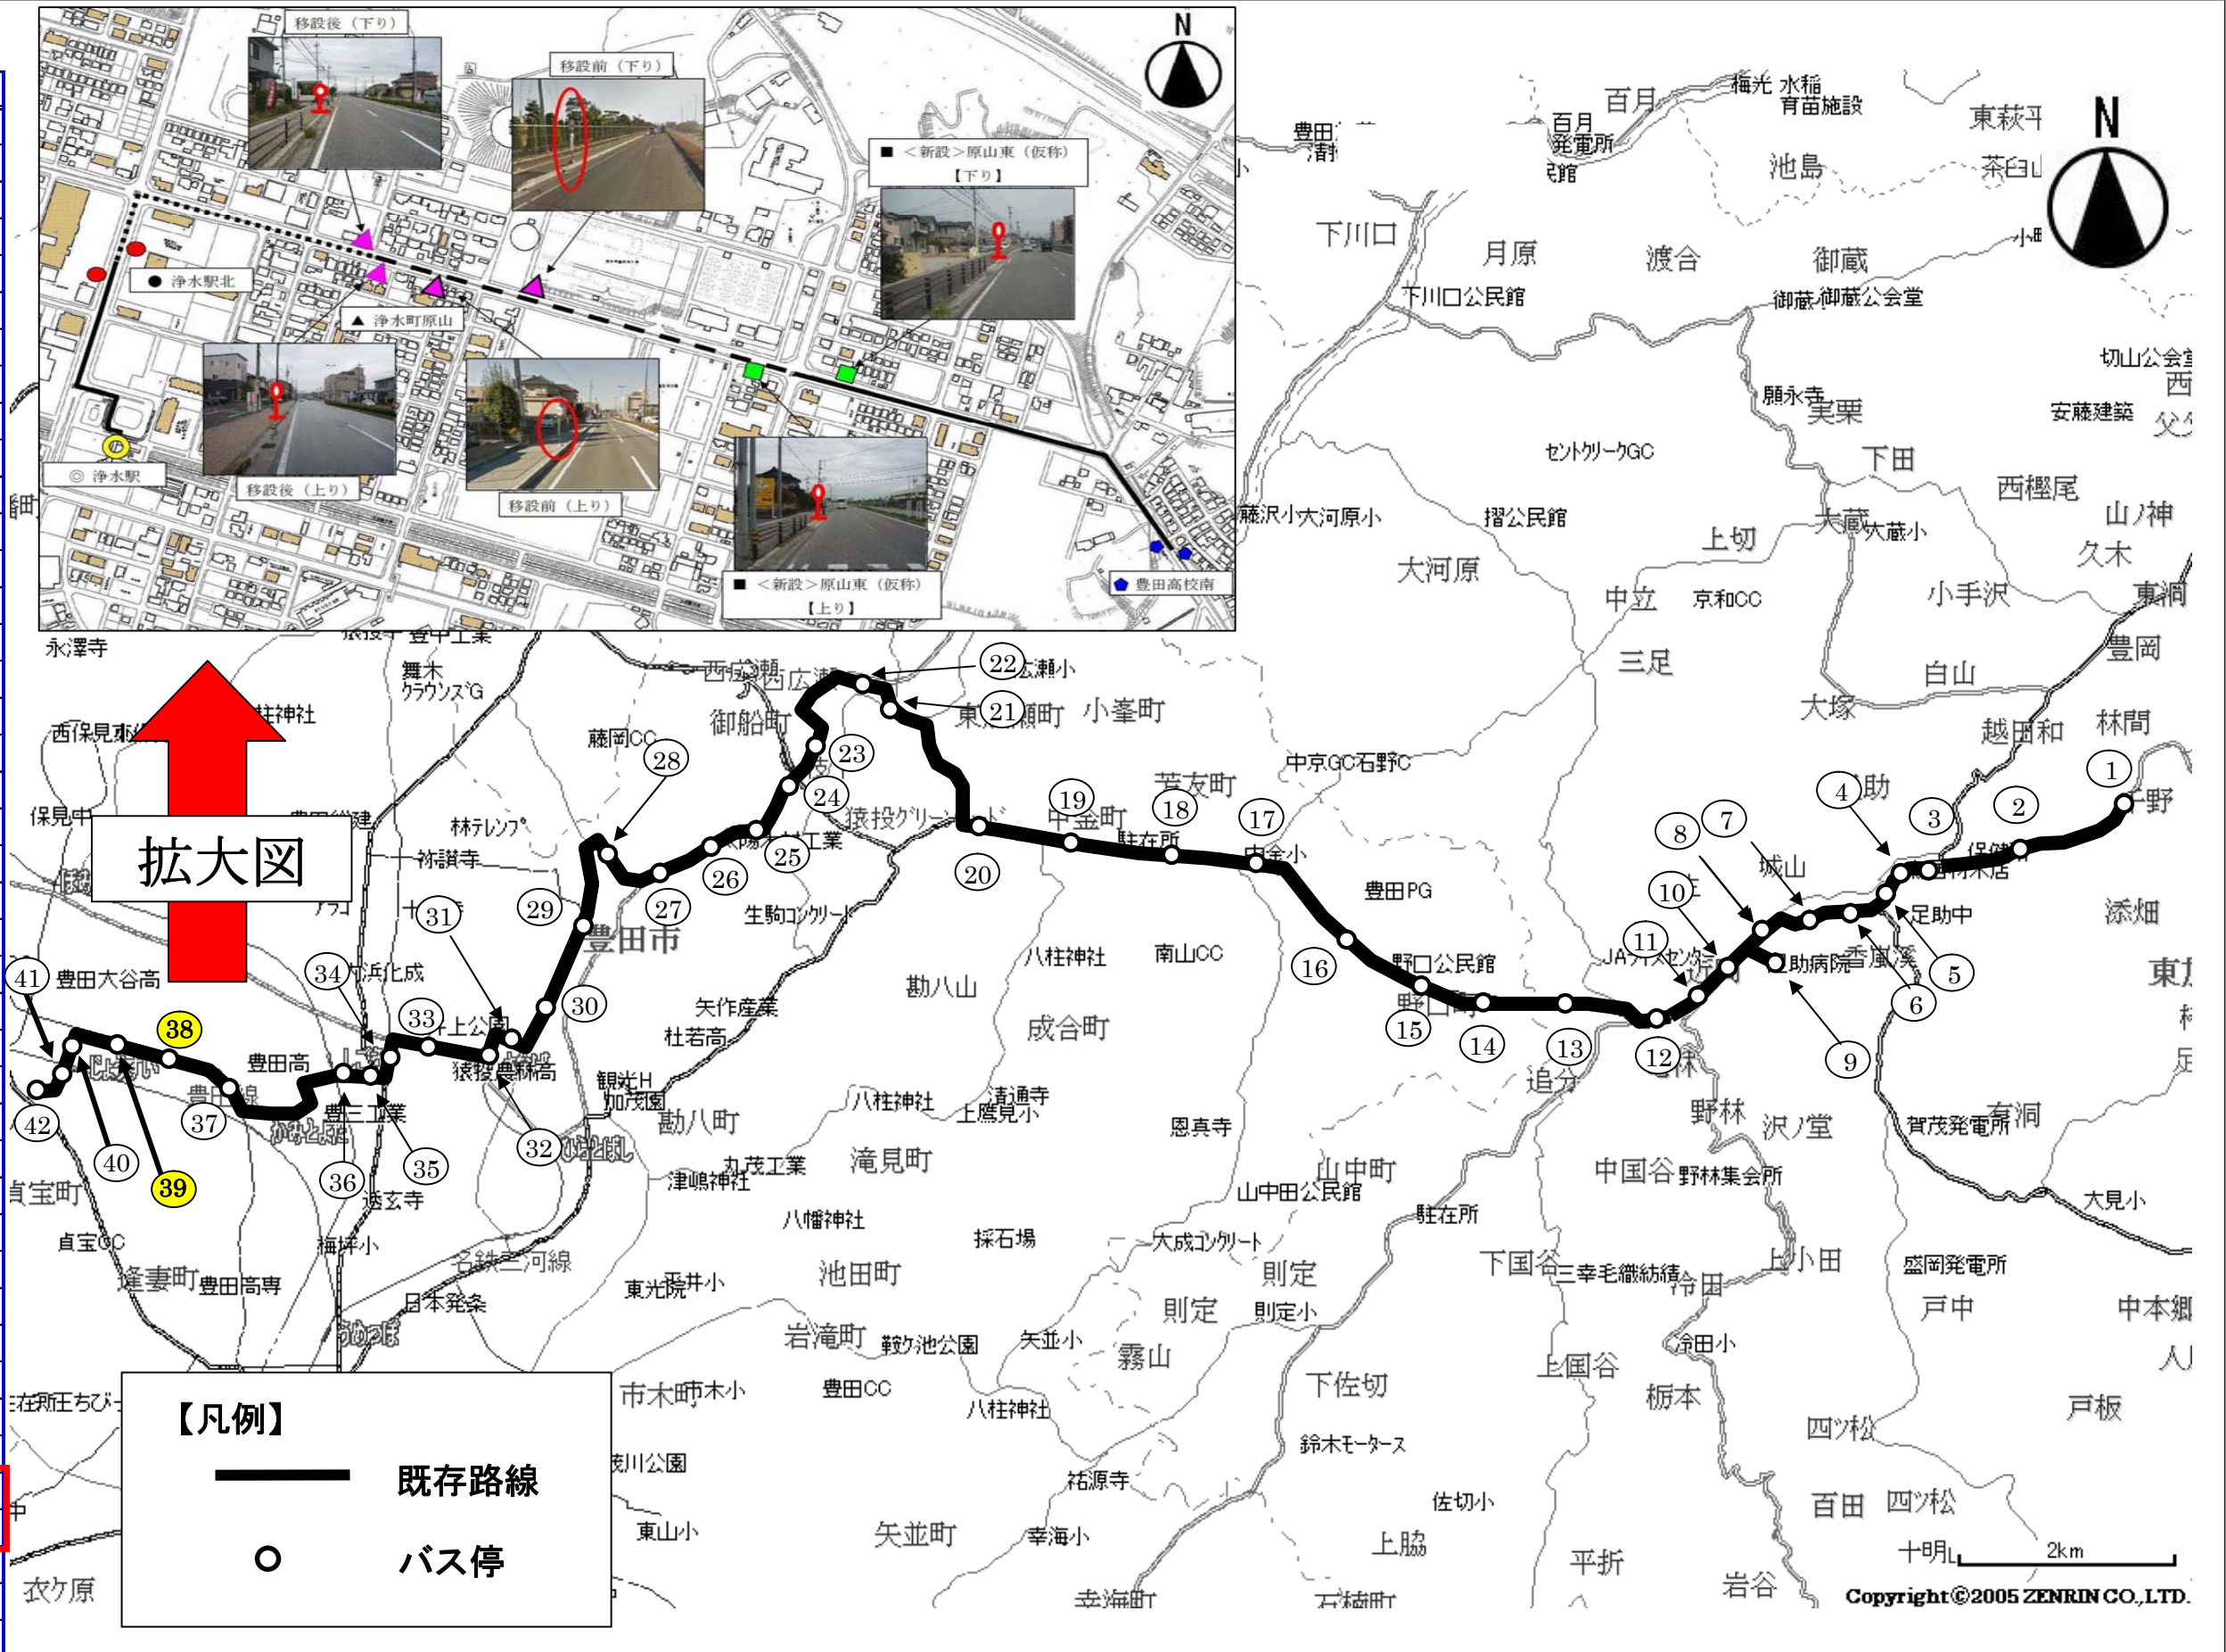 移設後（下り）
移設前（下り）
N
■ ＜新設＞原山東（仮称）
【下り】
● 浄水駅北
▲ 浄水町原山
◎ 浄水駅
移設後（上り）
移設前（上り）
■ ＜新設＞原山東（仮称）
【上り】
豊田高校南
N
百月
梅光 水稲
育苗施設
東萩平
百月
発電所
池島
茶臼山
下川口
月原
渡合
御蔵
下川口公民館
御蔵公会堂
切山公会堂
願永寺
実栗
安藤建築
セントクリークGC
下田
西樫尾
藤沢小
大河原小
摺公民館
大蔵
大蔵小
山ノ神
上切
久木
大河原
中立
京和CC
小手沢
東洞
永澤寺
豊中工業
舞木
クラウンズG
西広瀬
西広瀬
22
広瀬小
三足
白山
豊岡
御船町
21
小峯町
大塚
林間
越田和
藤岡CC
28
23
中京GC石野C
1
保見中
24
猿投グリーンランド
19
18
17
4
3
2
8
7
林テレンプ
祢讃寺
拡大図
25
26
20
駐在所
豊田PG
城山
10
足助中
添畑
31
29
27
生駒コンクリート
豊田市
11
41
豊田大谷高
34
八柱神社
南山CC
16
野口公民館
足助病院
香嵐渓
5
6
38
33
30
矢作産業
勘八山
成合町
15
14
13
12
9
豊田高
猿投農林高
杜若高
追分
42
37
豊三工業
観光H
加茂園
勘八町
八柱神社
清通寺
上鷹見小
恩真寺
野林
沢ノ堂
賀茂発電所
有洞
40
39
36
35
32
丸茂工業
津嶋神社
滝見町
山中町
山中田公民館
中国谷
野林集会所
大見小
貞宝町
遥玄寺
八幡神社
駐在所
貞宝GC
梅坪小
名鉄三河線
採石場
大成コンクリート
則定
下国谷
三幸毛織紡績
冷田
上小田
盛岡発電所
逢妻町
豊田高専
東光院
平井小
池田町
日本発条
則定
則定小
戸中
中本郷
うめつぼ
岩滝町
鞍ケ池公園
矢並小
霧山
冷田小
上国谷
市木町
市木小
豊田CC
八柱神社
下佐切
栃本
戸板
【凡例】
四ツ松
鈴木モータース
既存路線
祐源寺
佐切小
百田
四ツ松
東山小
矢並町
幸海小
上脇
平折
2km
バス停
衣ケ原
幸海町
岩谷
Copyright©2005 ZENRIN CO.,LTD.